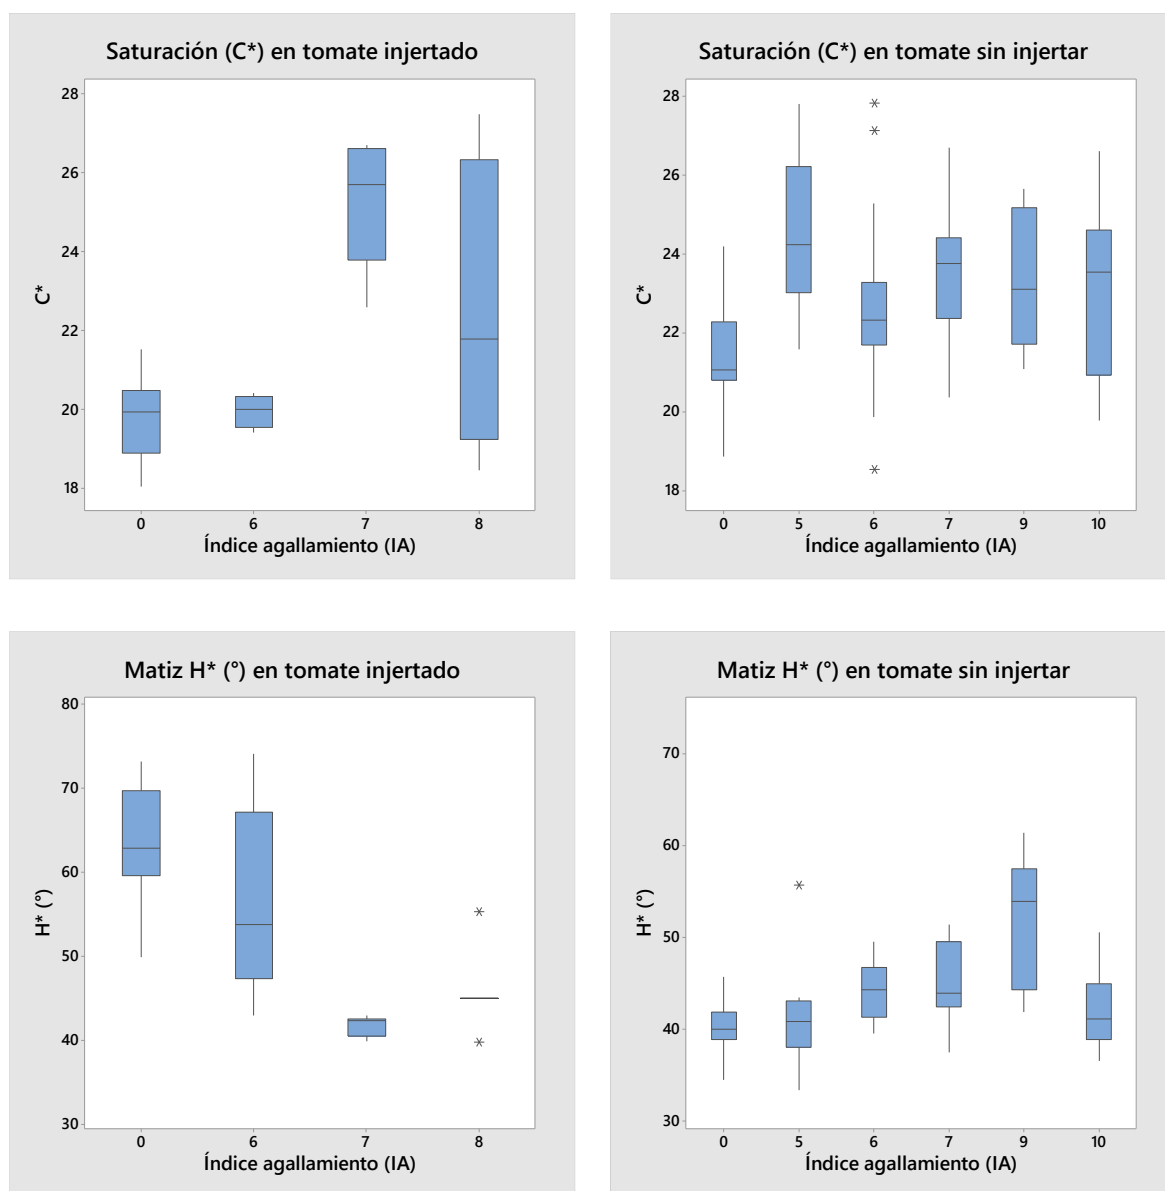 Saturación (C*) en tomate injertado
28
26
24
22
20
18
C*
0 6 7 8
Índice agallamiento (IA)
Saturación (C*) en tomate sin injertar
28
26
24
22
20
18
C*
0 5 6 7 9 10
Índice agallamiento (IA)
Matiz H* (°) en tomate injertado
80
70
60
50
40
30
H* (°)
0 6 7 8
Índice agallamiento (IA)
Matiz H* (°) en tomate sin injertar
70
60
50
40
30
H* (°)
0 5 6 7 9 10
Índice agallamiento (IA)